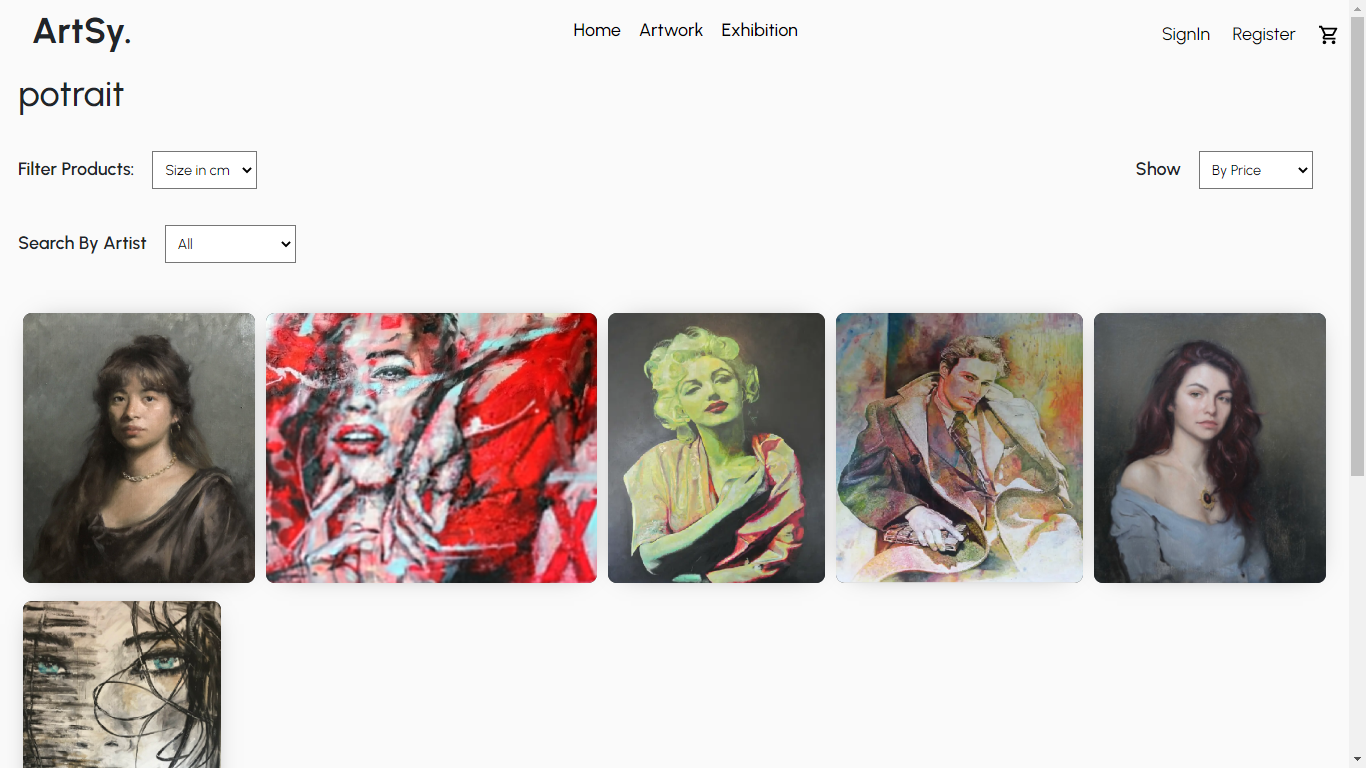 ArtSy.
Home Artwork Exhibition
SignIn Register
potrait
Filter Products: Size in cm
Show By Price
Search By Artist All